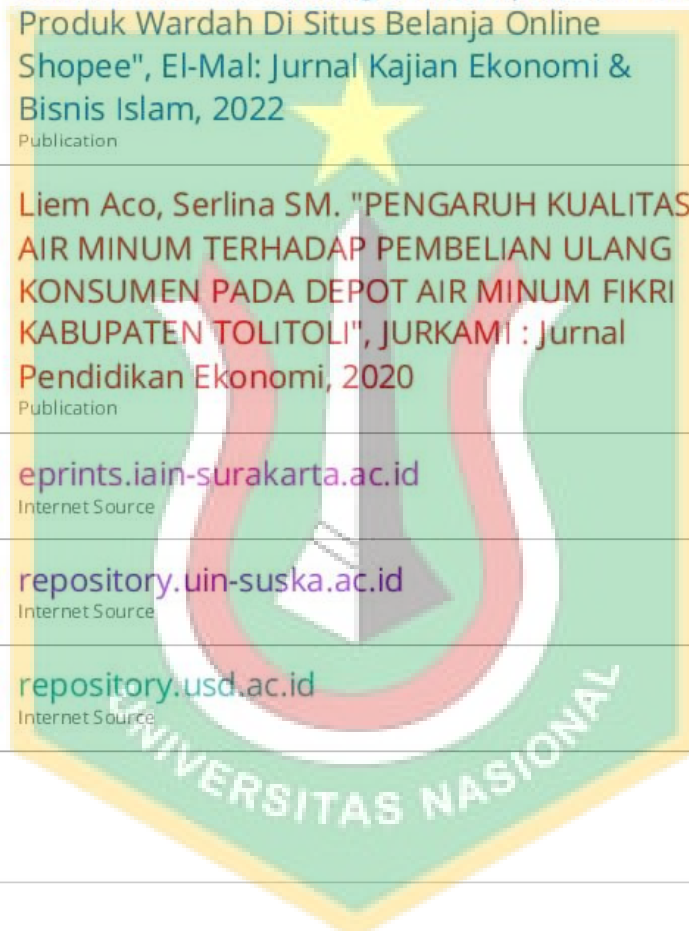 Produk Wardah Di Situs Belanja Online
Shopee", El-Mal: Jurnal Kajian Ekonomi &
Bisnis Islam, 2022
Publication
Liem Aco, Serlina SM. "PENGARUH KUALITAS
AIR MINUM TERHADAP PEMBELIAN ULANG
KONSUMEN PADA DEPOT AIR MINUM FIKRI
KABUPATEN TOLITOLI", JURKAMI : Jurnal
Pendidikan Ekonomi, 2020
Publication
eprints.iain-surakarta.ac.id
Internet Source
repository.uin-suska.ac.id
Internet Source
repository.usd.ac.id
Internet Source
UNIVERSITAS NASIONAL